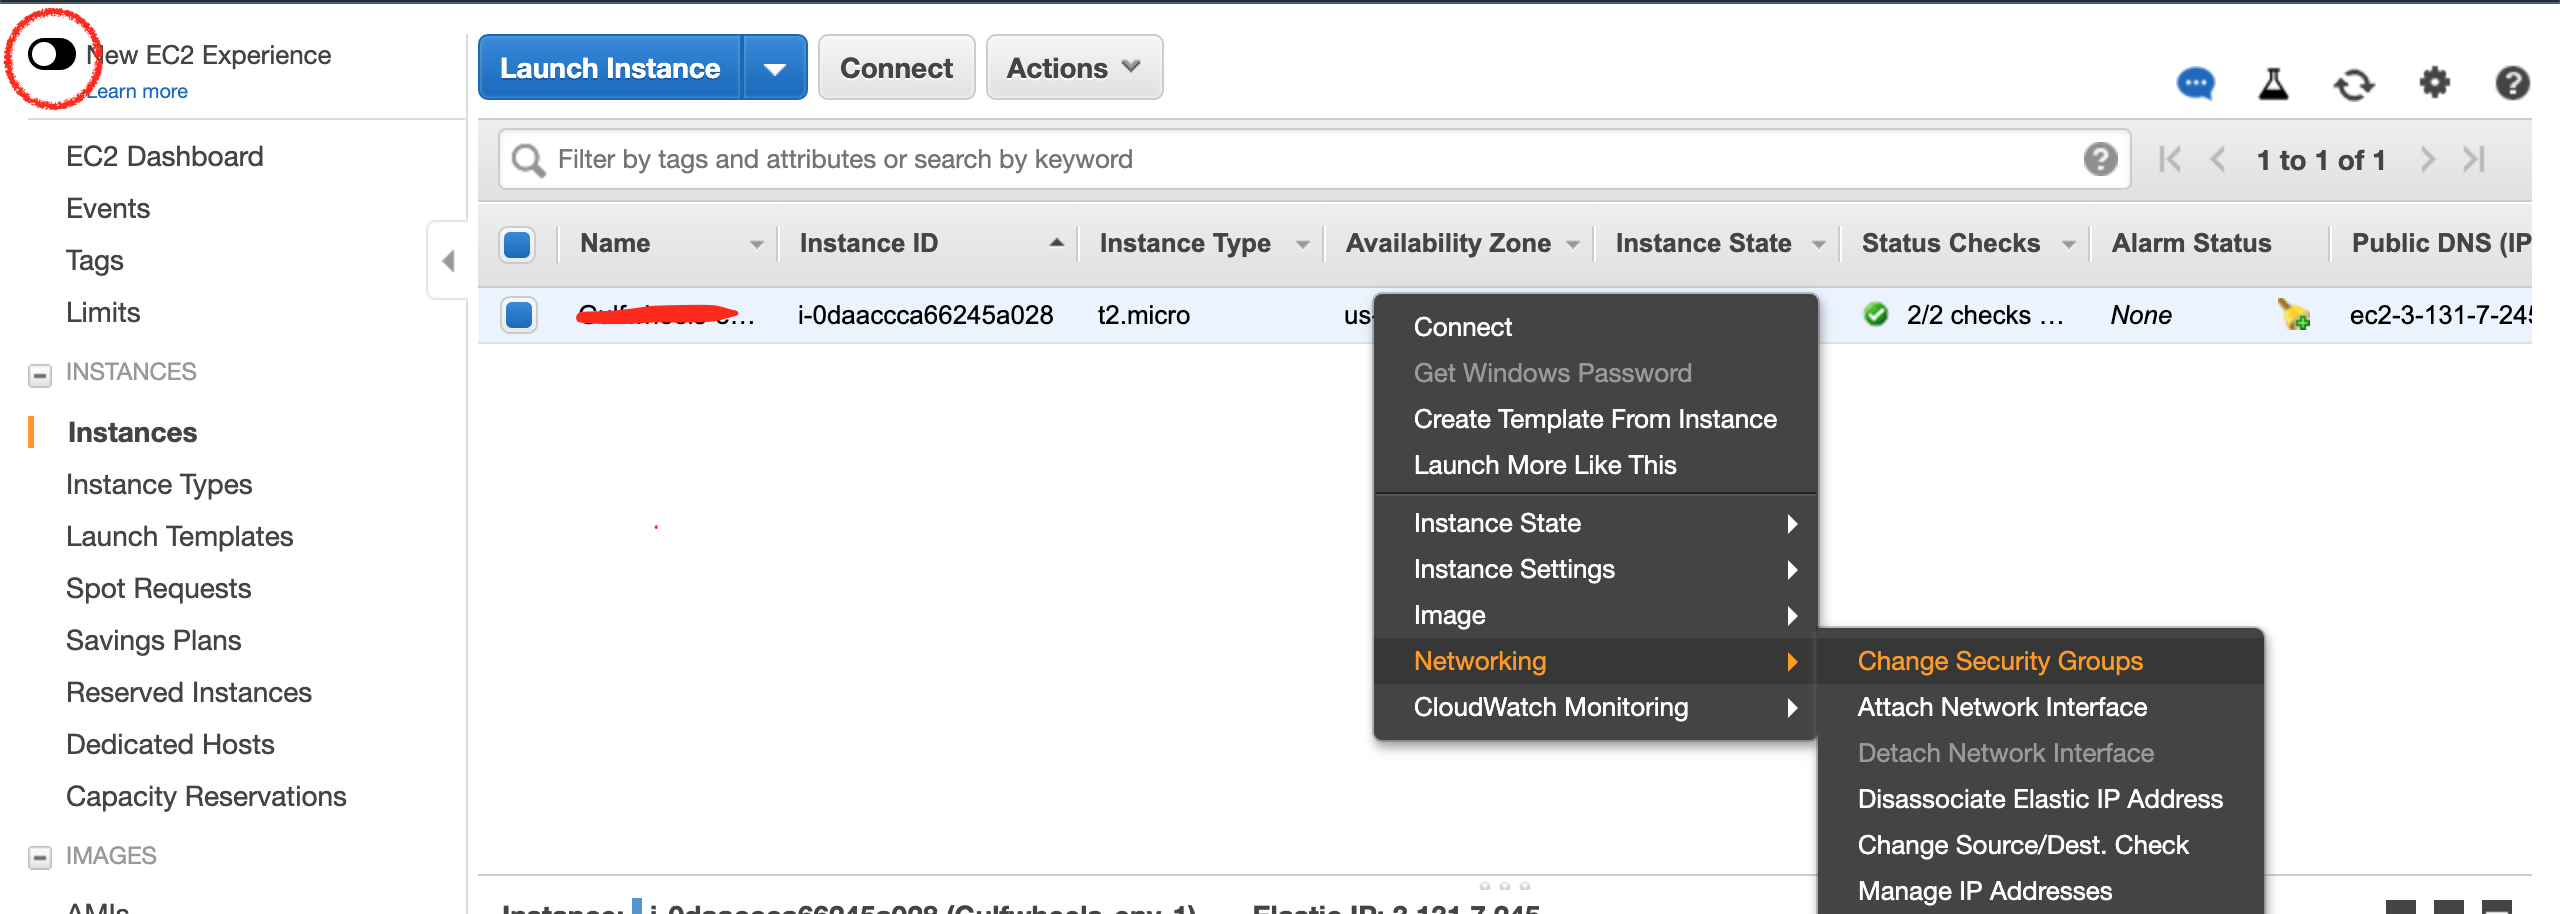 New EC2 Experience
Learn more
EC2 Dashboard
Events
Tags
Limits
INSTANCES
Instances
Instance Types
Launch Templates
Spot Requests
Savings Plans
Reserved Instances
Dedicated Hosts
Capacity Reservations
IMAGES
AMIs
Launch Instance
Connect
Actions
Filter by tags and attributes or search by keyword
1 to 1 of 1
Name Instance ID Instance Type Availability Zone Instance State Status Checks Alarm Status Public DNS (IP
i-0daaccca66245a028 t2.micro us- 2/2 checks ... None ec2-3-131-7-245
Connect
Get Windows Password
Create Template From Instance
Launch More Like This
Instance State
Instance Settings
Image
Networking
CloudWatch Monitoring
Change Security Groups
Attach Network Interface
Detach Network Interface
Disassociate Elastic IP Address
Change Source/Dest. Check
Manage IP Addresses
Instance: i-0daaccca66245a028 (Gulfwheels-env-1) Elastic IP: 3.131.7.245